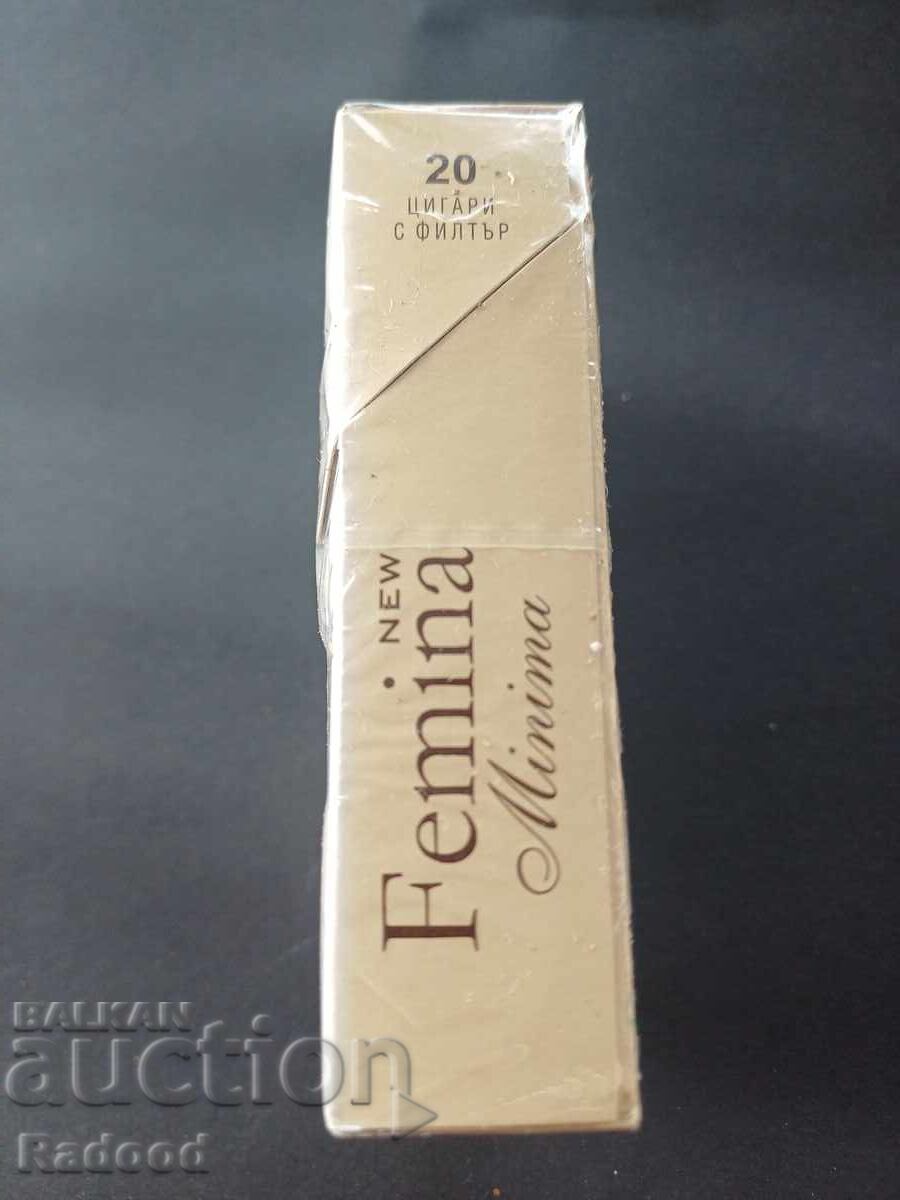 20
ЦИГАРИ
С ФИЛТЪР
NEW
Femina
Minima
BALKAN
auction
Radood